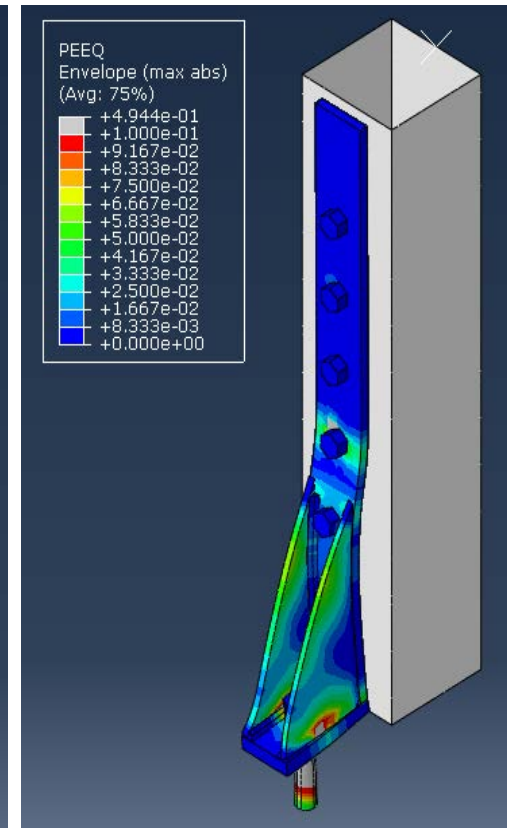 PEEQ
Envelope (max abs)
(Avg: 75%)
+4.944e-01
+1.000e-01
+9.167e-02
+8.333e-02
+7.500e-02
+6.667e-02
+5.833e-02
+5.000e-02
+4.167e-02
+3.333e-02
+2.500e-02
+1.667e-02
+8.333e-03
+0.000e+00